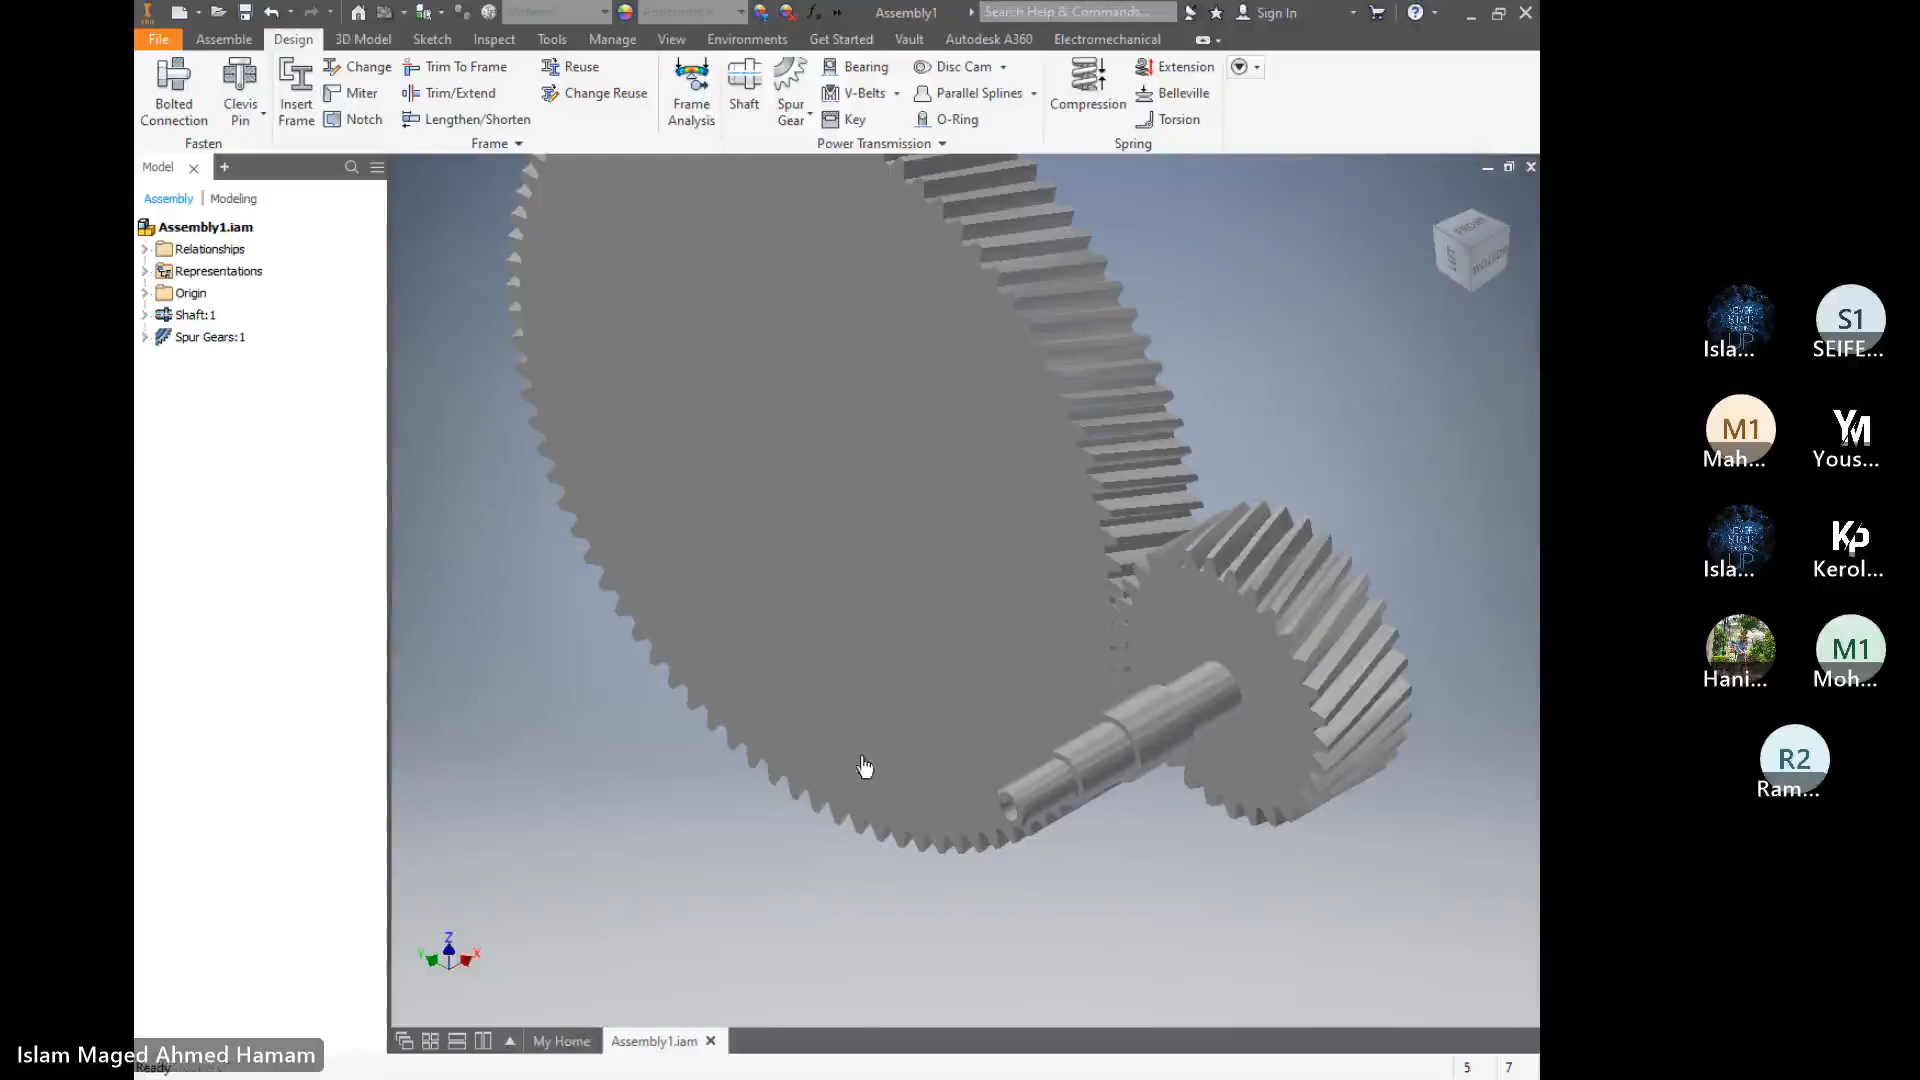 Assembly1
Search Help & Commands...
Sign In
File
Assemble
Design
3D Model
Sketch
Inspect
Tools
Manage
View
Environments
Get Started
Vault
Autodesk A360
Electromechanical
Bolted Connection
Clevis Pin
Insert Frame
Change
Miter
Notch
Trim To Frame
Trim/Extend
Lengthen/Shorten
Reuse
Change Reuse
Frame Analysis
Shaft
Spur Gear
Bearing
V-Belts
Key
Disc Cam
Parallel Splines
O-Ring
Compression
Extension
Belleville
Torsion
Fasten
Frame
Power Transmission
Spring
Model
Assembly | Modeling
Assembly1.iam
Relationships
Representations
Origin
Shaft:1
Spur Gears:1
FRONT
LEFT
BOTTOM
Z
Y
X
My Home
Assembly1.iam
Ready
5
7
Islam Maged Ahmed Hamam
Isla...
S1
SEIFE...
M1
Mah...
YM
Yous...
Isla...
KP
Kerol...
Hani...
M1
Moh...
R2
Ram...